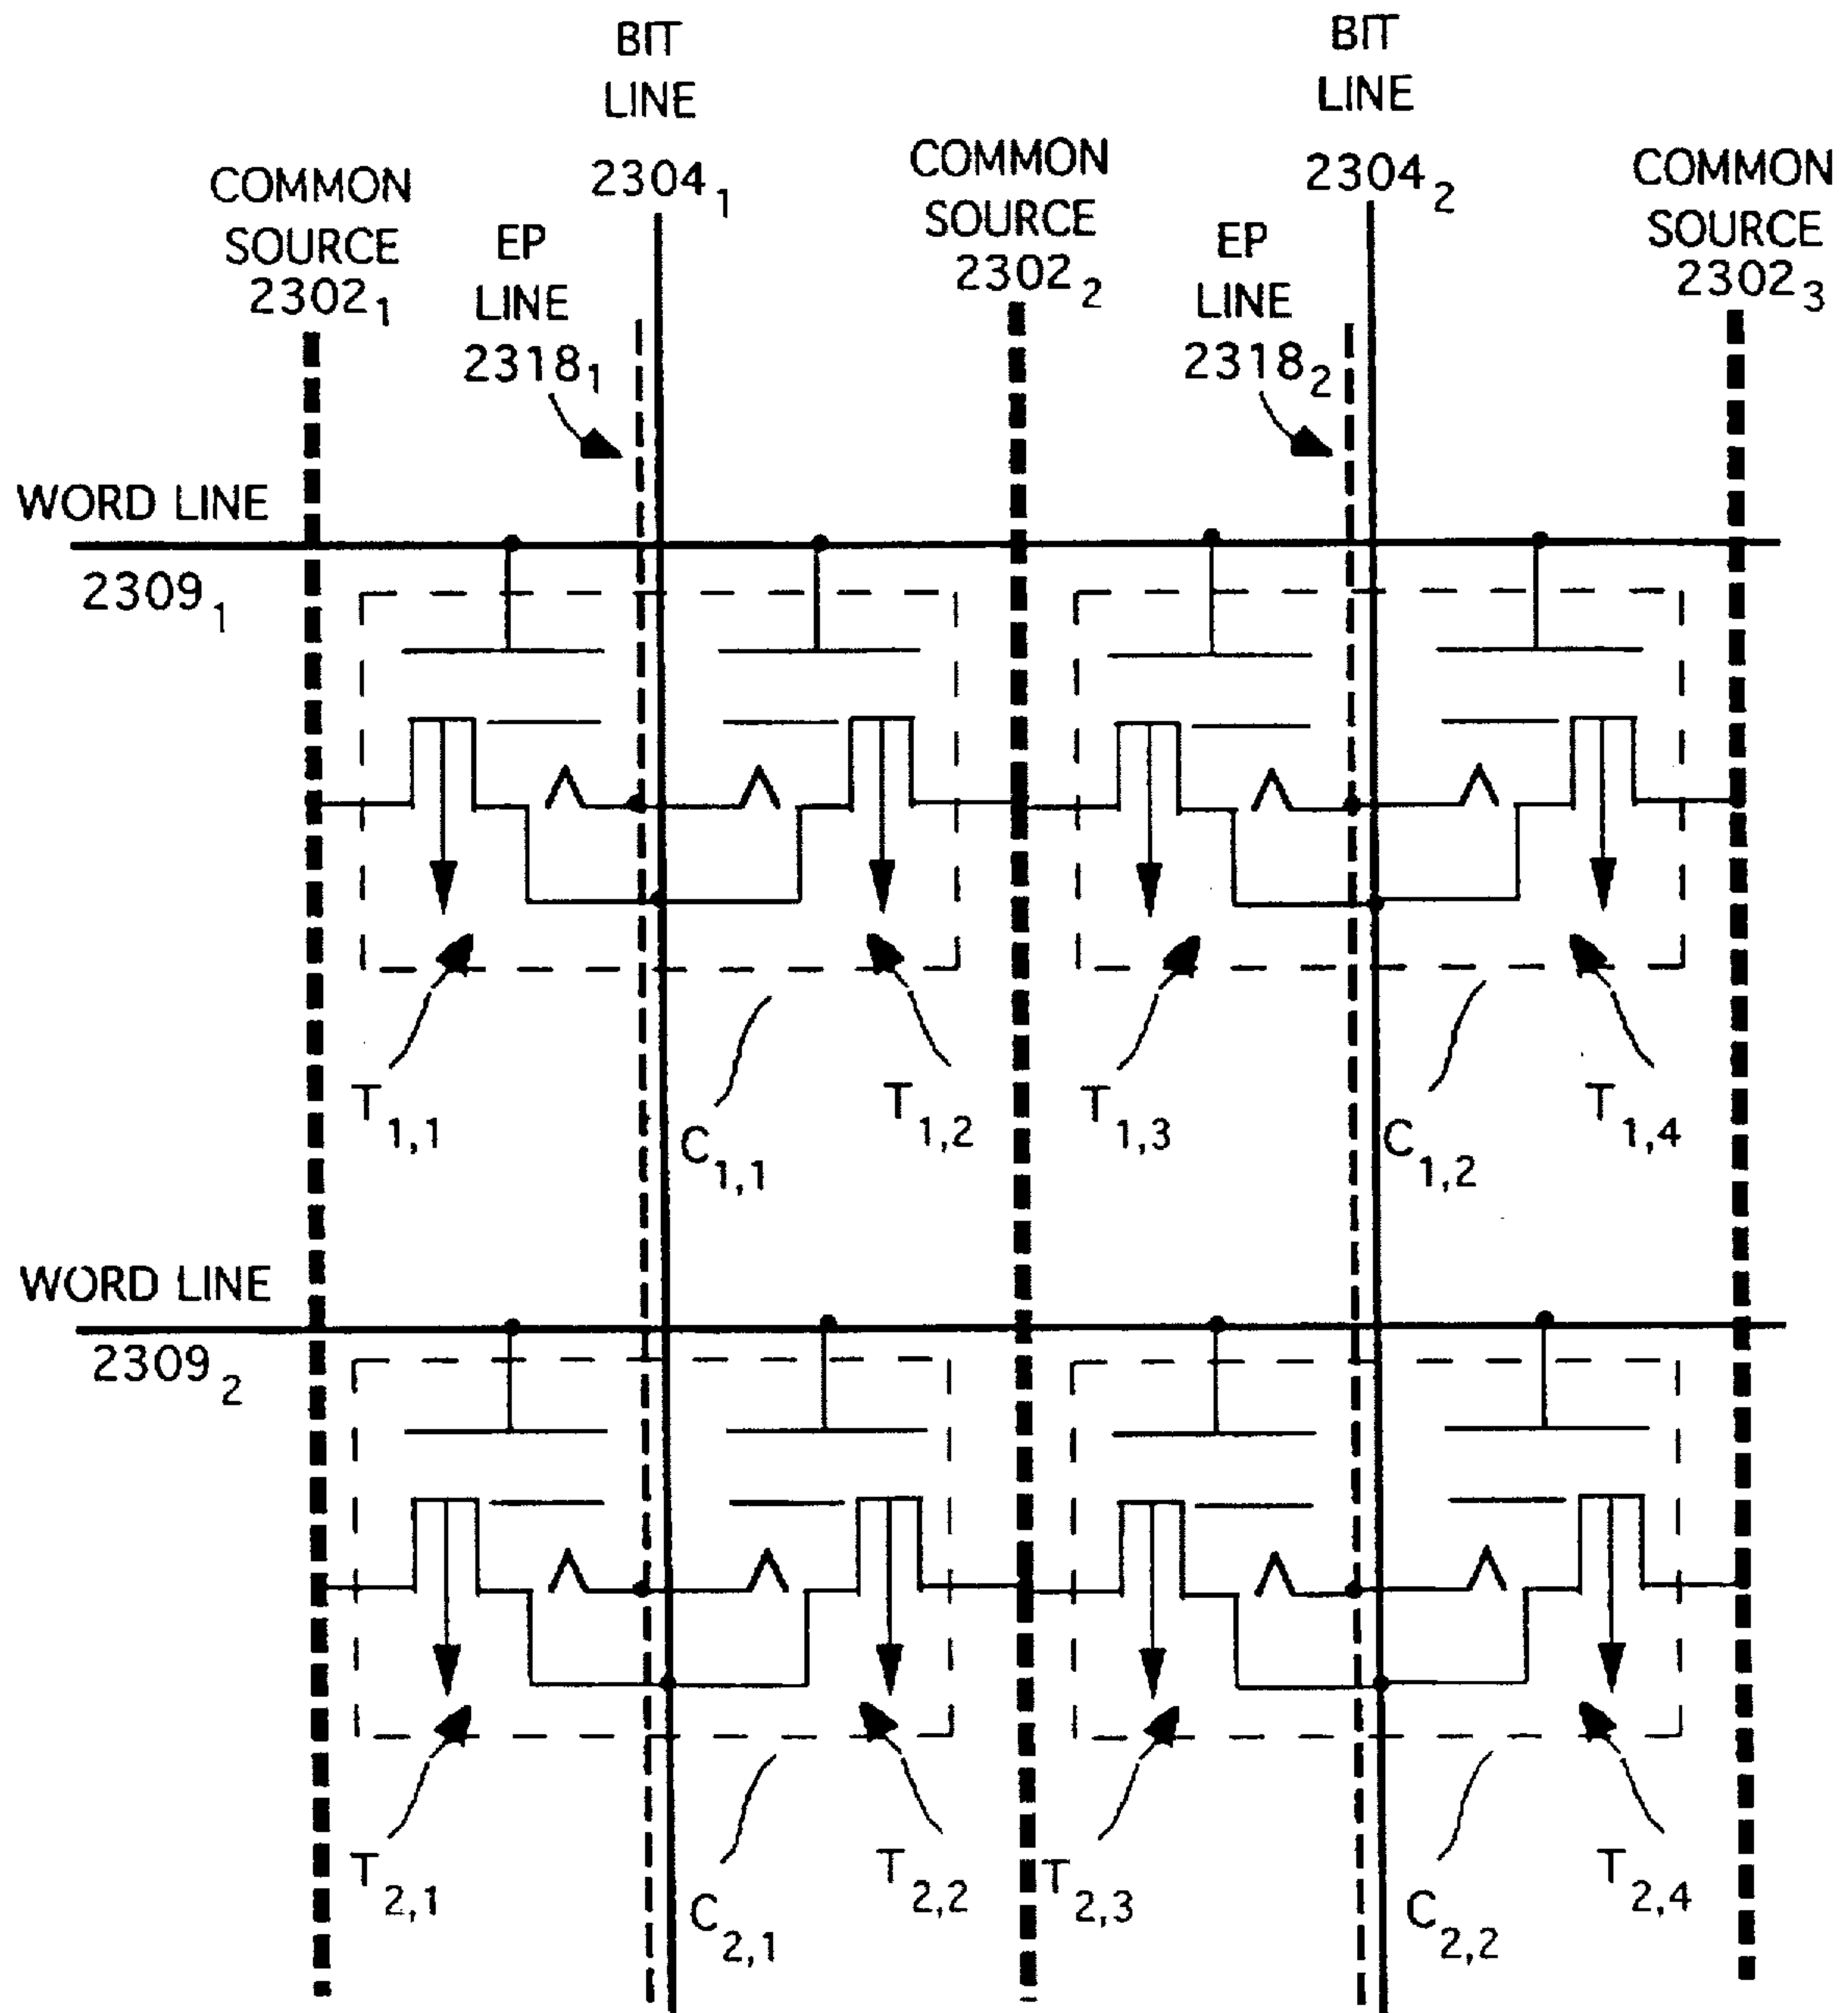 BIT
LINE
2304₁
BIT
LINE
2304₂
COMMON
SOURCE
2302₁
EP
LINE
2318₁
COMMON
SOURCE
2302₂
EP
LINE
2318₂
COMMON
SOURCE
2302₃
WORD LINE
2309₁
T₁,₁
C₁,₁
T₁,₂
T₁,₃
C₁,₂
T₁,₄
WORD LINE
2309₂
T₂,₁
C₂,₁
T₂,₂
T₂,₃
C₂,₂
T₂,₄